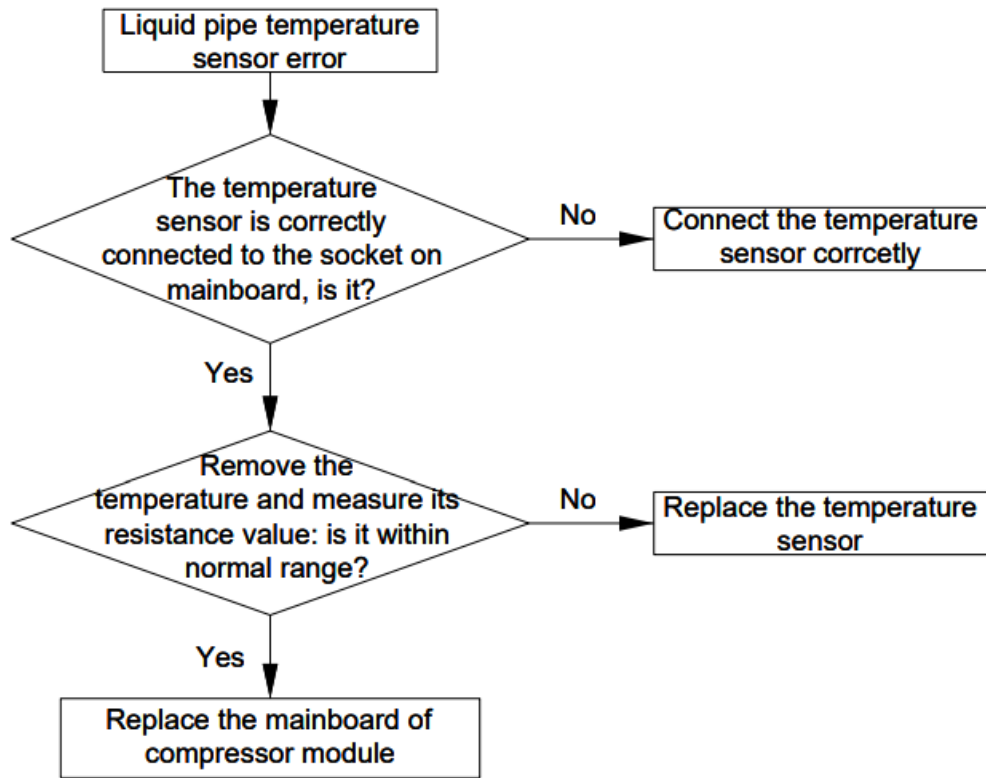 Liquid pipe temperature
sensor error
The temperature
sensor is correctly
connected to the socket on
mainboard, is it?
No
Connect the temperature
sensor corrcetly
Yes
Remove the
temperature and measure its
resistance value: is it within
normal range?
No
Replace the temperature
sensor
Yes
Replace the mainboard of
compressor module